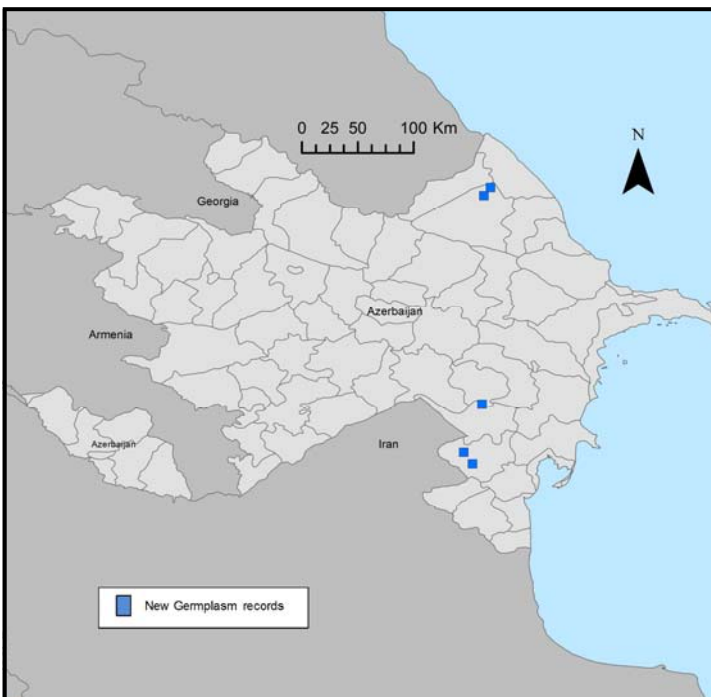 0 25 50 100 Km
N
Georgia
Azerbaijan
Armenia
Azerbaijan
Iran
New Germplasm records